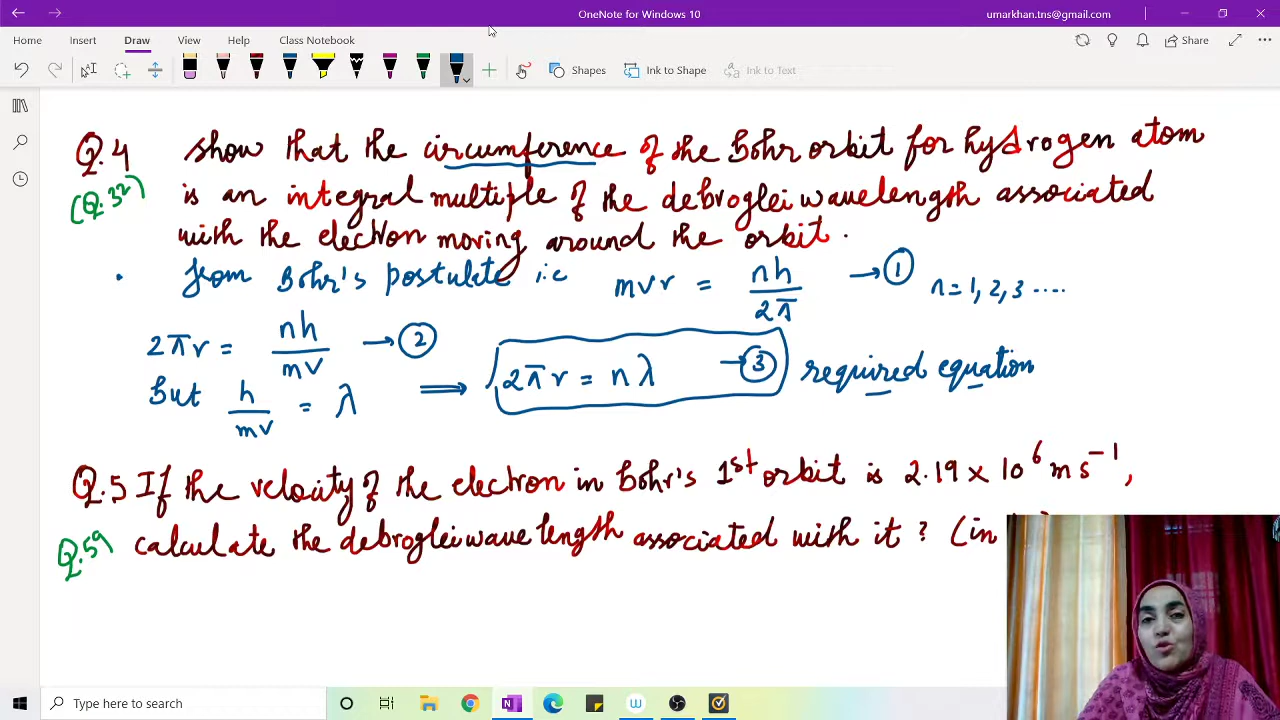 OneNote for Windows 10
umarkhan.tns@gmail.com
Home Insert Draw View Help Class Notebook
Share
Shapes Ink to Shape Ink to Text
Q.4 show that the circumference of the Bohr orbit for hydrogen atom
(Q.32) is an integral multiple of the debroglei wavelength associated
with the electron moving around the orbit.
from Bohr's postulate i.e mvr = nh/2π → 1 n = 1, 2, 3 ....
2πr = nh/mv → 2
But h/mv = λ ⟹ 2πr = nλ → 3 required equation
Q.5 If the velocity of the electron in Bohr's 1st orbit is 2.19 × 10⁶ ms⁻¹,
Q.59 calculate the debroglei wave length associated with it ? (in
Type here to search